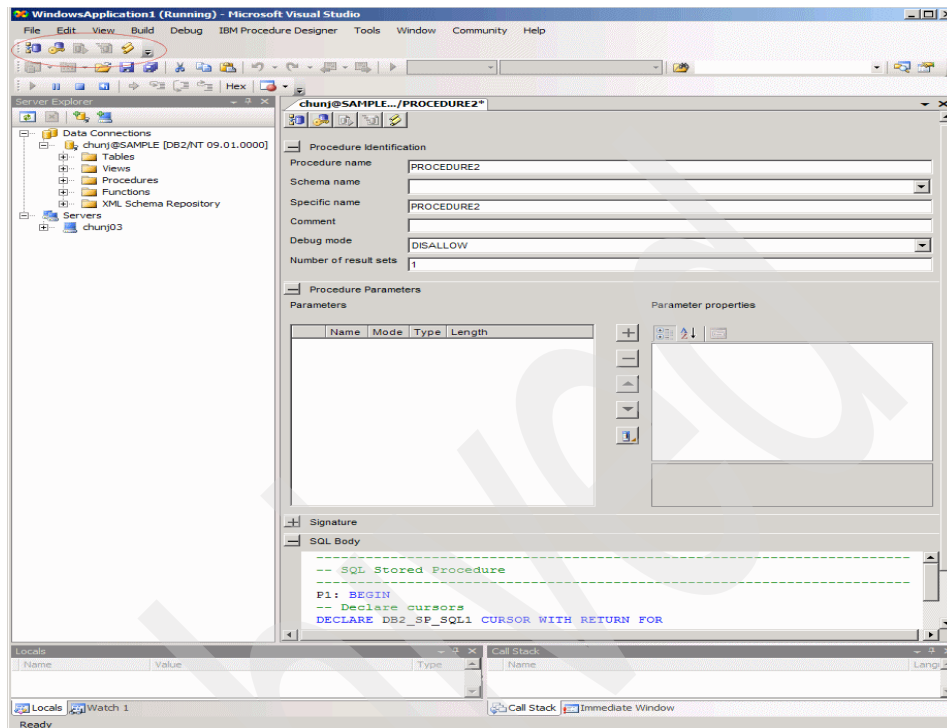 WindowsApplication1 (Running) - Microsoft Visual Studio
File Edit View Build Debug IBM Procedure Designer Tools Window Community Help
Hex
Server Explorer
Data Connections
chunj@SAMPLE [DB2/NT 09.01.0000]
Tables
Views
Procedures
Functions
XML Schema Repository
Servers
chunj03
chunj@SAMPLE.../PROCEDURE2*
Procedure Identification
Procedure name PROCEDURE2
Schema name
Specific name PROCEDURE2
Comment
Debug mode DISALLOW
Number of result sets 1
Procedure Parameters
Parameters Parameter properties
Name Mode Type Length
Signature
SQL Body
----------------------------------------------------------------------
-- SQL Stored Procedure
----------------------------------------------------------------------
P1: BEGIN
-- Declare cursors
DECLARE DB2_SP_SQL1 CURSOR WITH RETURN FOR
Locals
Name Value Type
Locals Watch 1
Call Stack
Name
Call Stack Immediate Window
Ready